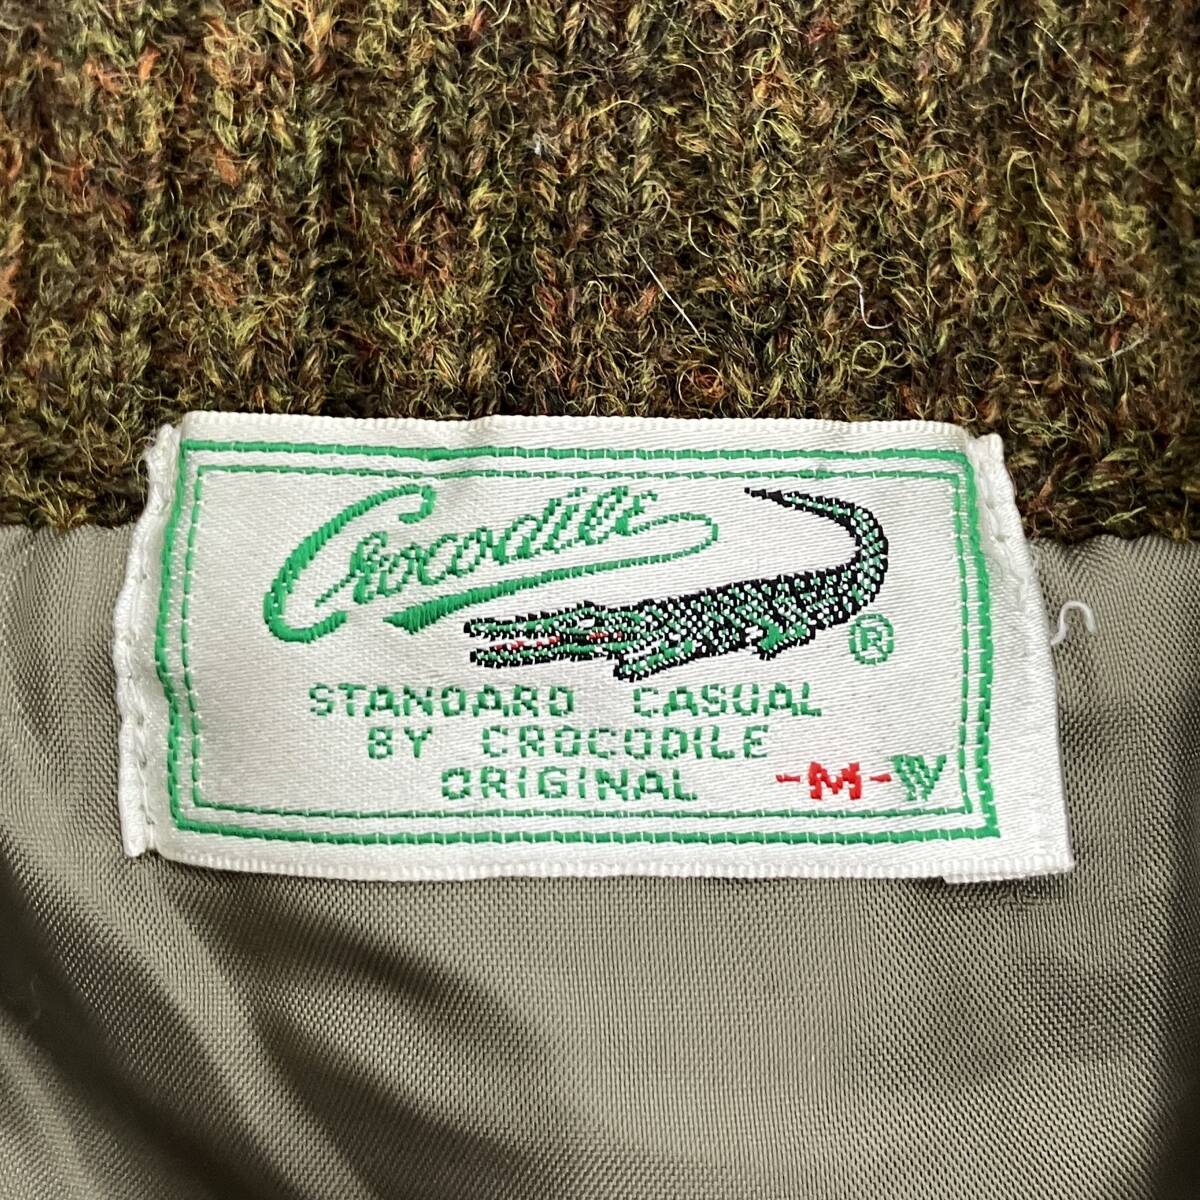 Crocodile
®
STANDARD CASUAL
BY CROCODILE
ORIGINAL -M-W